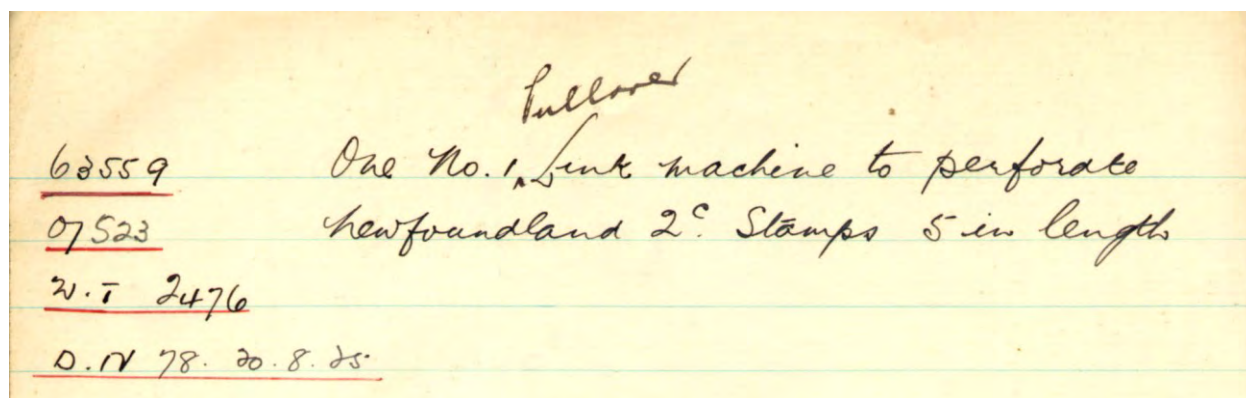 Pullover
63559 One No. 1 ^ Link machine to perforate
07523 Newfoundland 2c. Stamps 5 in length
W.T 2476
D.N 78. 20.8.25